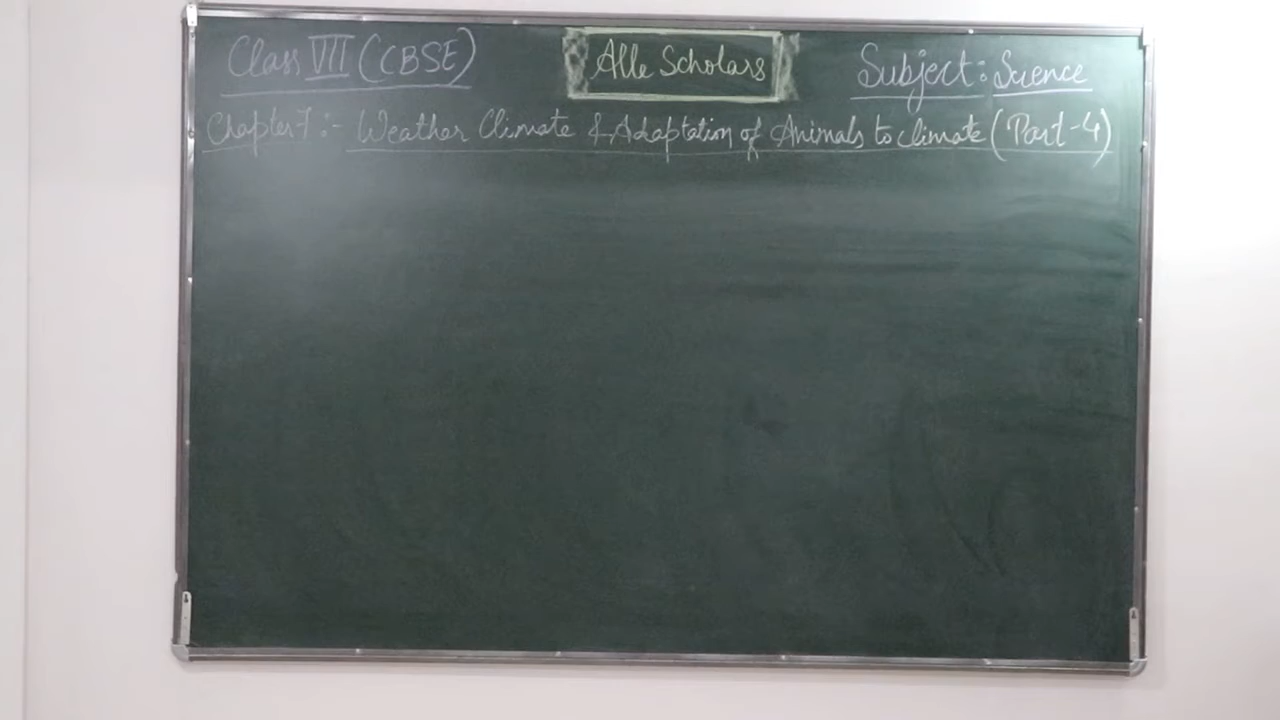 Class VII (CBSE) Alle Scholars Subject: Science
Chapter 7 :- Weather Climate & Adaptation of Animals to climate (Part-4)